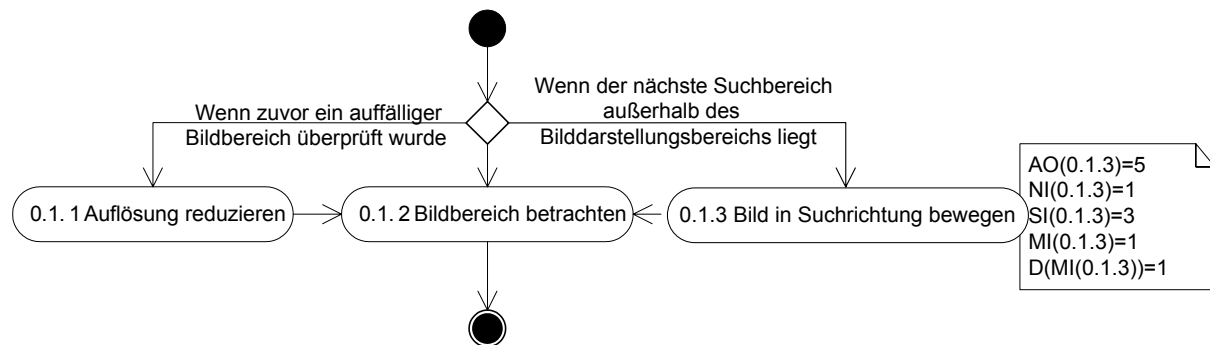 Wenn zuvor ein auffälliger
Bildbereich überprüft wurde
Wenn der nächste Suchbereich
außerhalb des
Bilddarstellungsbereichs liegt
0.1. 1 Auflösung reduzieren
0.1. 2 Bildbereich betrachten
0.1.3 Bild in Suchrichtung bewegen
AO(0.1.3)=5
NI(0.1.3)=1
SI(0.1.3)=3
MI(0.1.3)=1
D(MI(0.1.3))=1